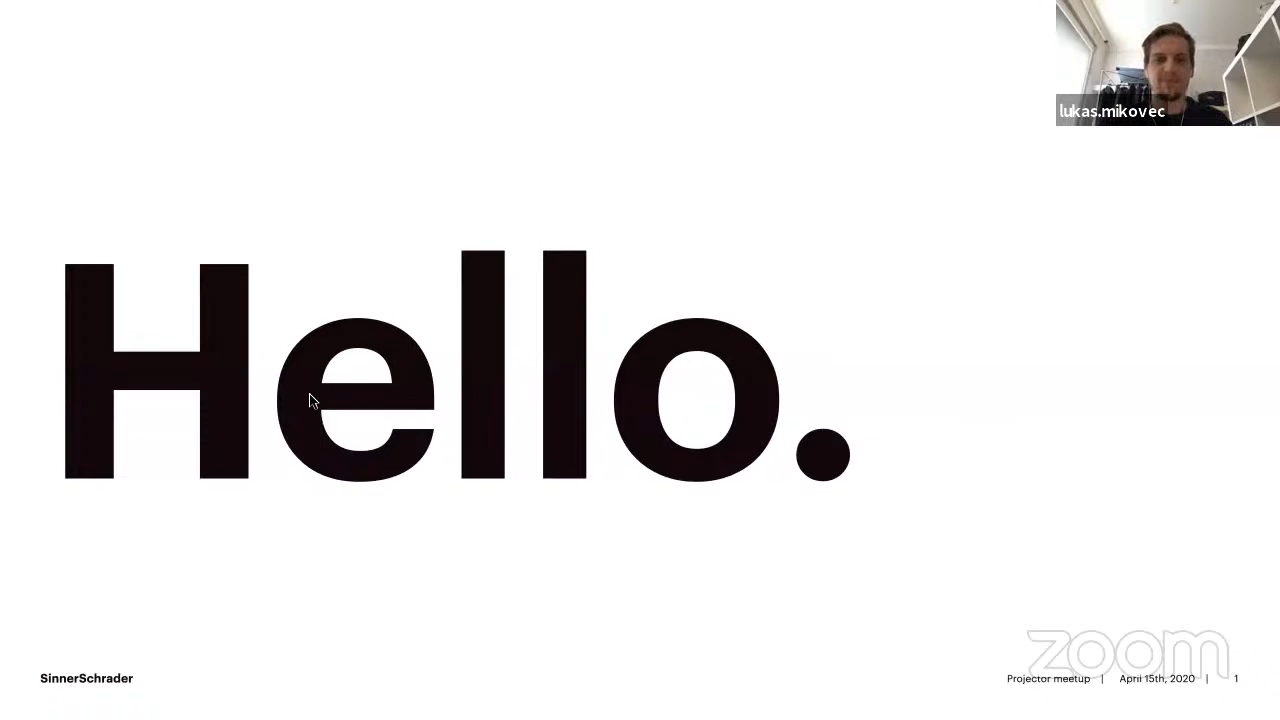 lukas.mikovec
Hello.
zoom
SinnerSchrader
Projector meetup | April 15th, 2020 | 1